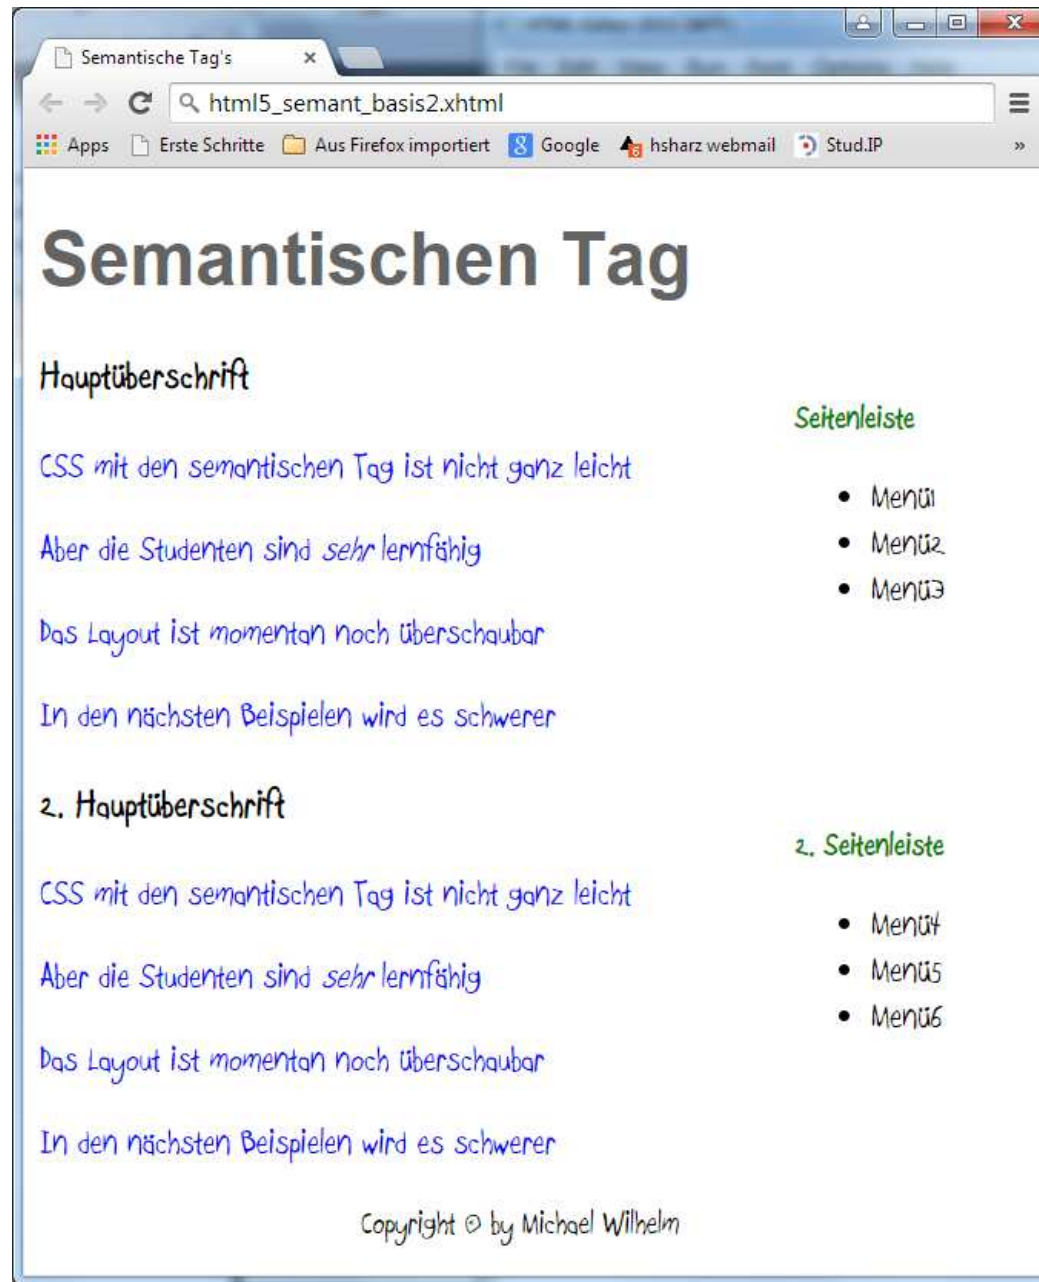 Semantische Tag's
html5_semant_basis2.xhtml
Apps Erste Schritte Aus Firefox importiert Google hsharz webmail Stud.IP »
Semantischen Tag
Hauptüberschrift
CSS mit den semantischen Tag ist nicht ganz leicht
Aber die Studenten sind sehr lernfähig
Das Layout ist momentan noch überschaubar
In den nächsten Beispielen wird es schwerer
Seitenleiste
• Menü1
• Menü2
• Menü3
2. Hauptüberschrift
CSS mit den semantischen Tag ist nicht ganz leicht
Aber die Studenten sind sehr lernfähig
Das Layout ist momentan noch überschaubar
In den nächsten Beispielen wird es schwerer
2. Seitenleiste
• Menü4
• Menü5
• Menü6
Copyright © by Michael Wilhelm